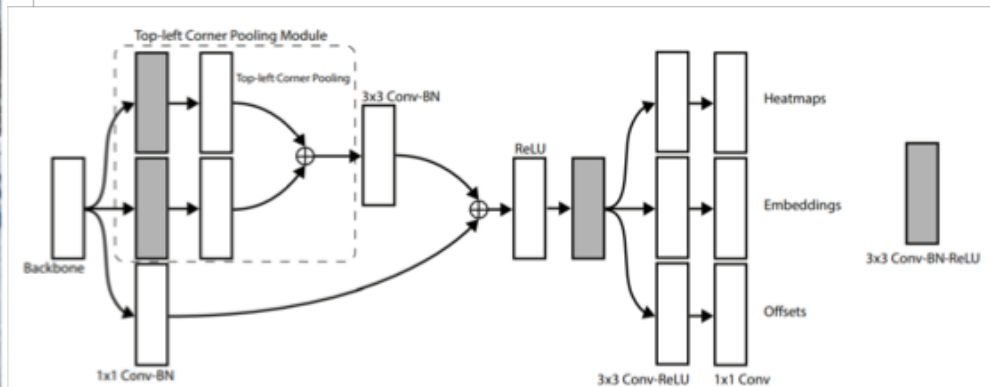 Top-left Corner Pooling Module
Top-left Corner Pooling
3x3 Conv-BN
Heatmaps
ReLU
Embeddings
Backbone
3x3 Conv-BN-ReLU
Offsets
1x1 Conv-BN
3x3 Conv-ReLU
1x1 Conv